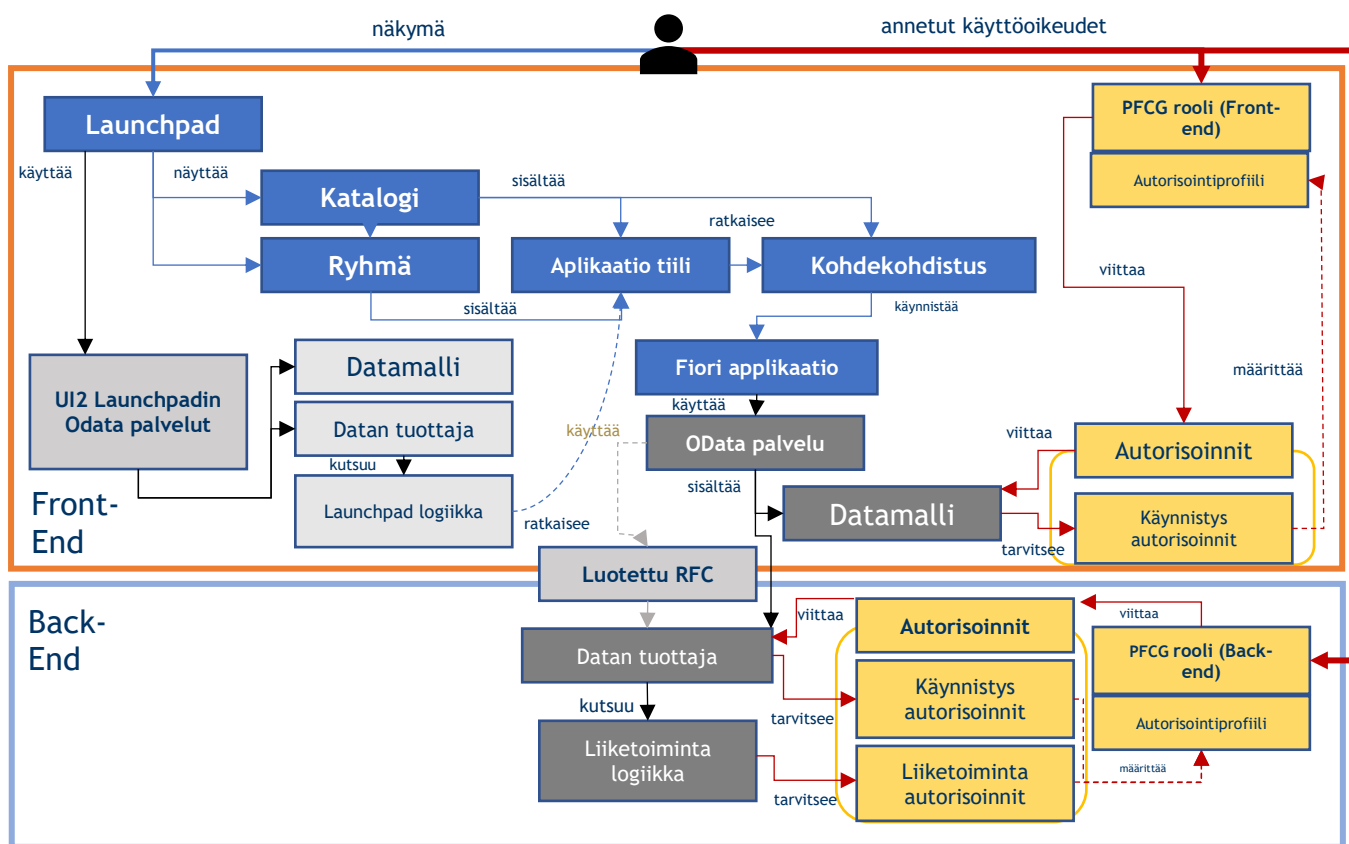 näkymä
annetut käyttöoikeudet
Launchpad
PFCG rooli (Front-
end)
Autorisointiprofiili
käyttää
näyttää
Katalogi
sisältää
ratkaisee
Ryhmä
Aplikaatio tiili
Kohdekohdistus
viittaa
sisältää
käynnistää
UI2 Launchpadin
Odata palvelut
Datamalli
Fiori applikaatio
määrittää
käyttää
Datan tuottaja
käyttää
OData palvelu
viittaa
Autorisoinnit
kutsuu
sisältää
Launchpad logiikka
ratkaisee
Datamalli
Käynnistys
autorisoinnit
tarvitsee
Front-
End
Luotettu RFC
Back-
End
viittaa
Autorisoinnit
viittaa
PFCG rooli (Back-
end)
Autorisointiprofiili
Datan tuottaja
Käynnistys
autorisoinnit
kutsuu
tarvitsee
Liiketoiminta
logiikka
Liiketoiminta
autorisoinnit
määrittää
tarvitsee